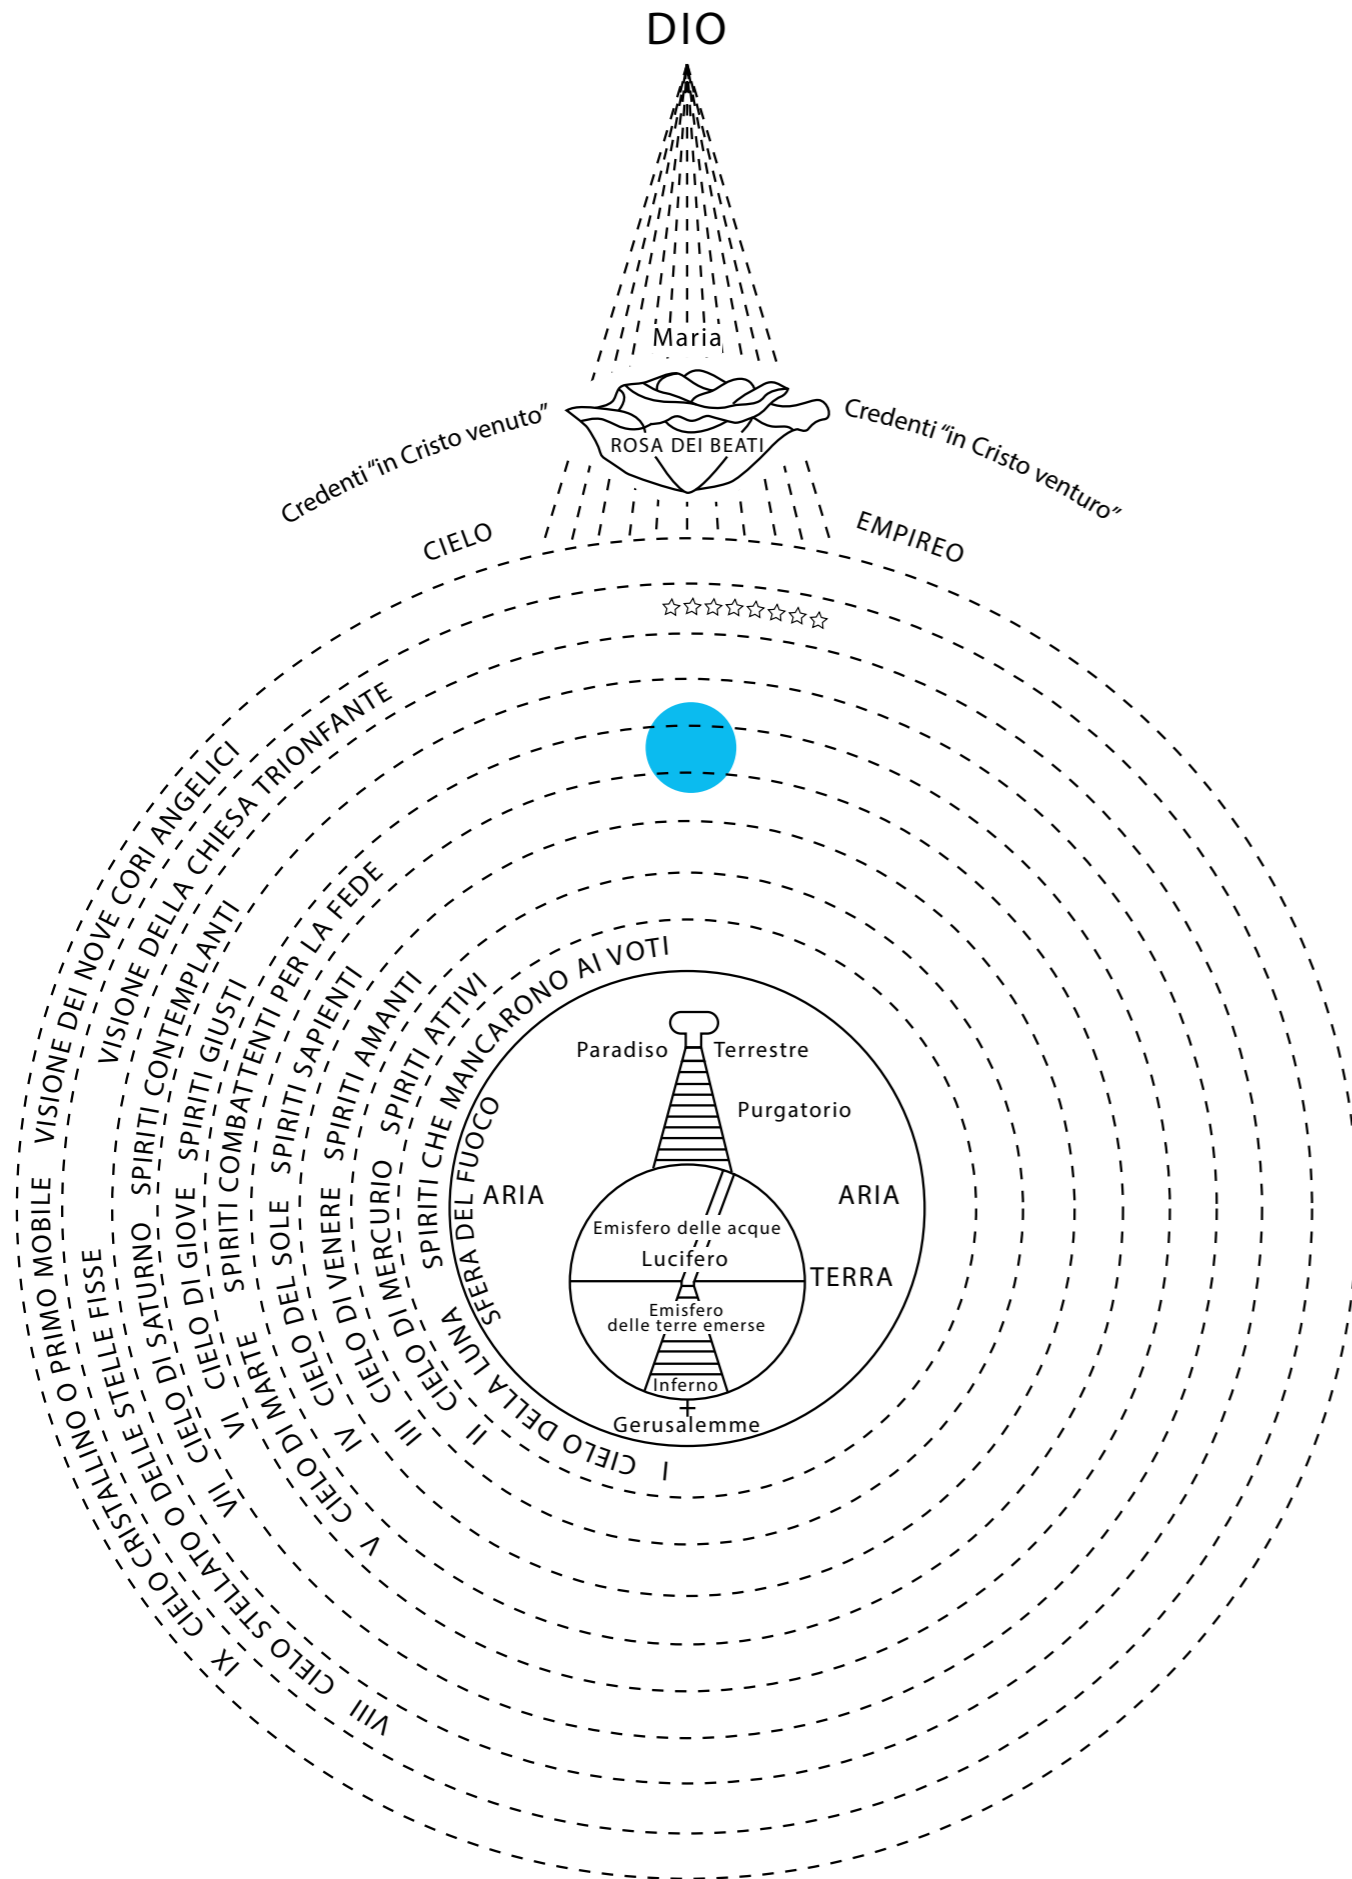 DIO
Maria
ROSA DEI BEATI
Credenti "in Cristo venuto"
Credenti "in Cristo venturo"
CIELO
EMPIREO
IX CIELO CRISTALLINO O PRIMO MOBILE VISIONE DEI NOVE CORI ANGELICI
VIII CIELO STELLATO O DELLE STELLE FISSE VISIONE DELLA CHIESA TRIONFANTE
VII CIELO DI SATURNO SPIRITI CONTEMPLANTI
VI CIELO DI GIOVE SPIRITI GIUSTI
V CIELO DI MARTE SPIRITI COMBATTENTI PER LA FEDE
IV CIELO DEL SOLE SPIRITI SAPIENTI
III CIELO DI VENERE SPIRITI AMANTI
II CIELO DI MERCURIO SPIRITI ATTIVI
I CIELO DELLA LUNA SPIRITI CHE MANCARONO AI VOTI
SFERA DEL FUOCO
Paradiso Terrestre
Purgatorio
ARIA
ARIA
Emisfero delle acque
Lucifero
TERRA
Emisfero
delle terre emerse
Inferno
Gerusalemme